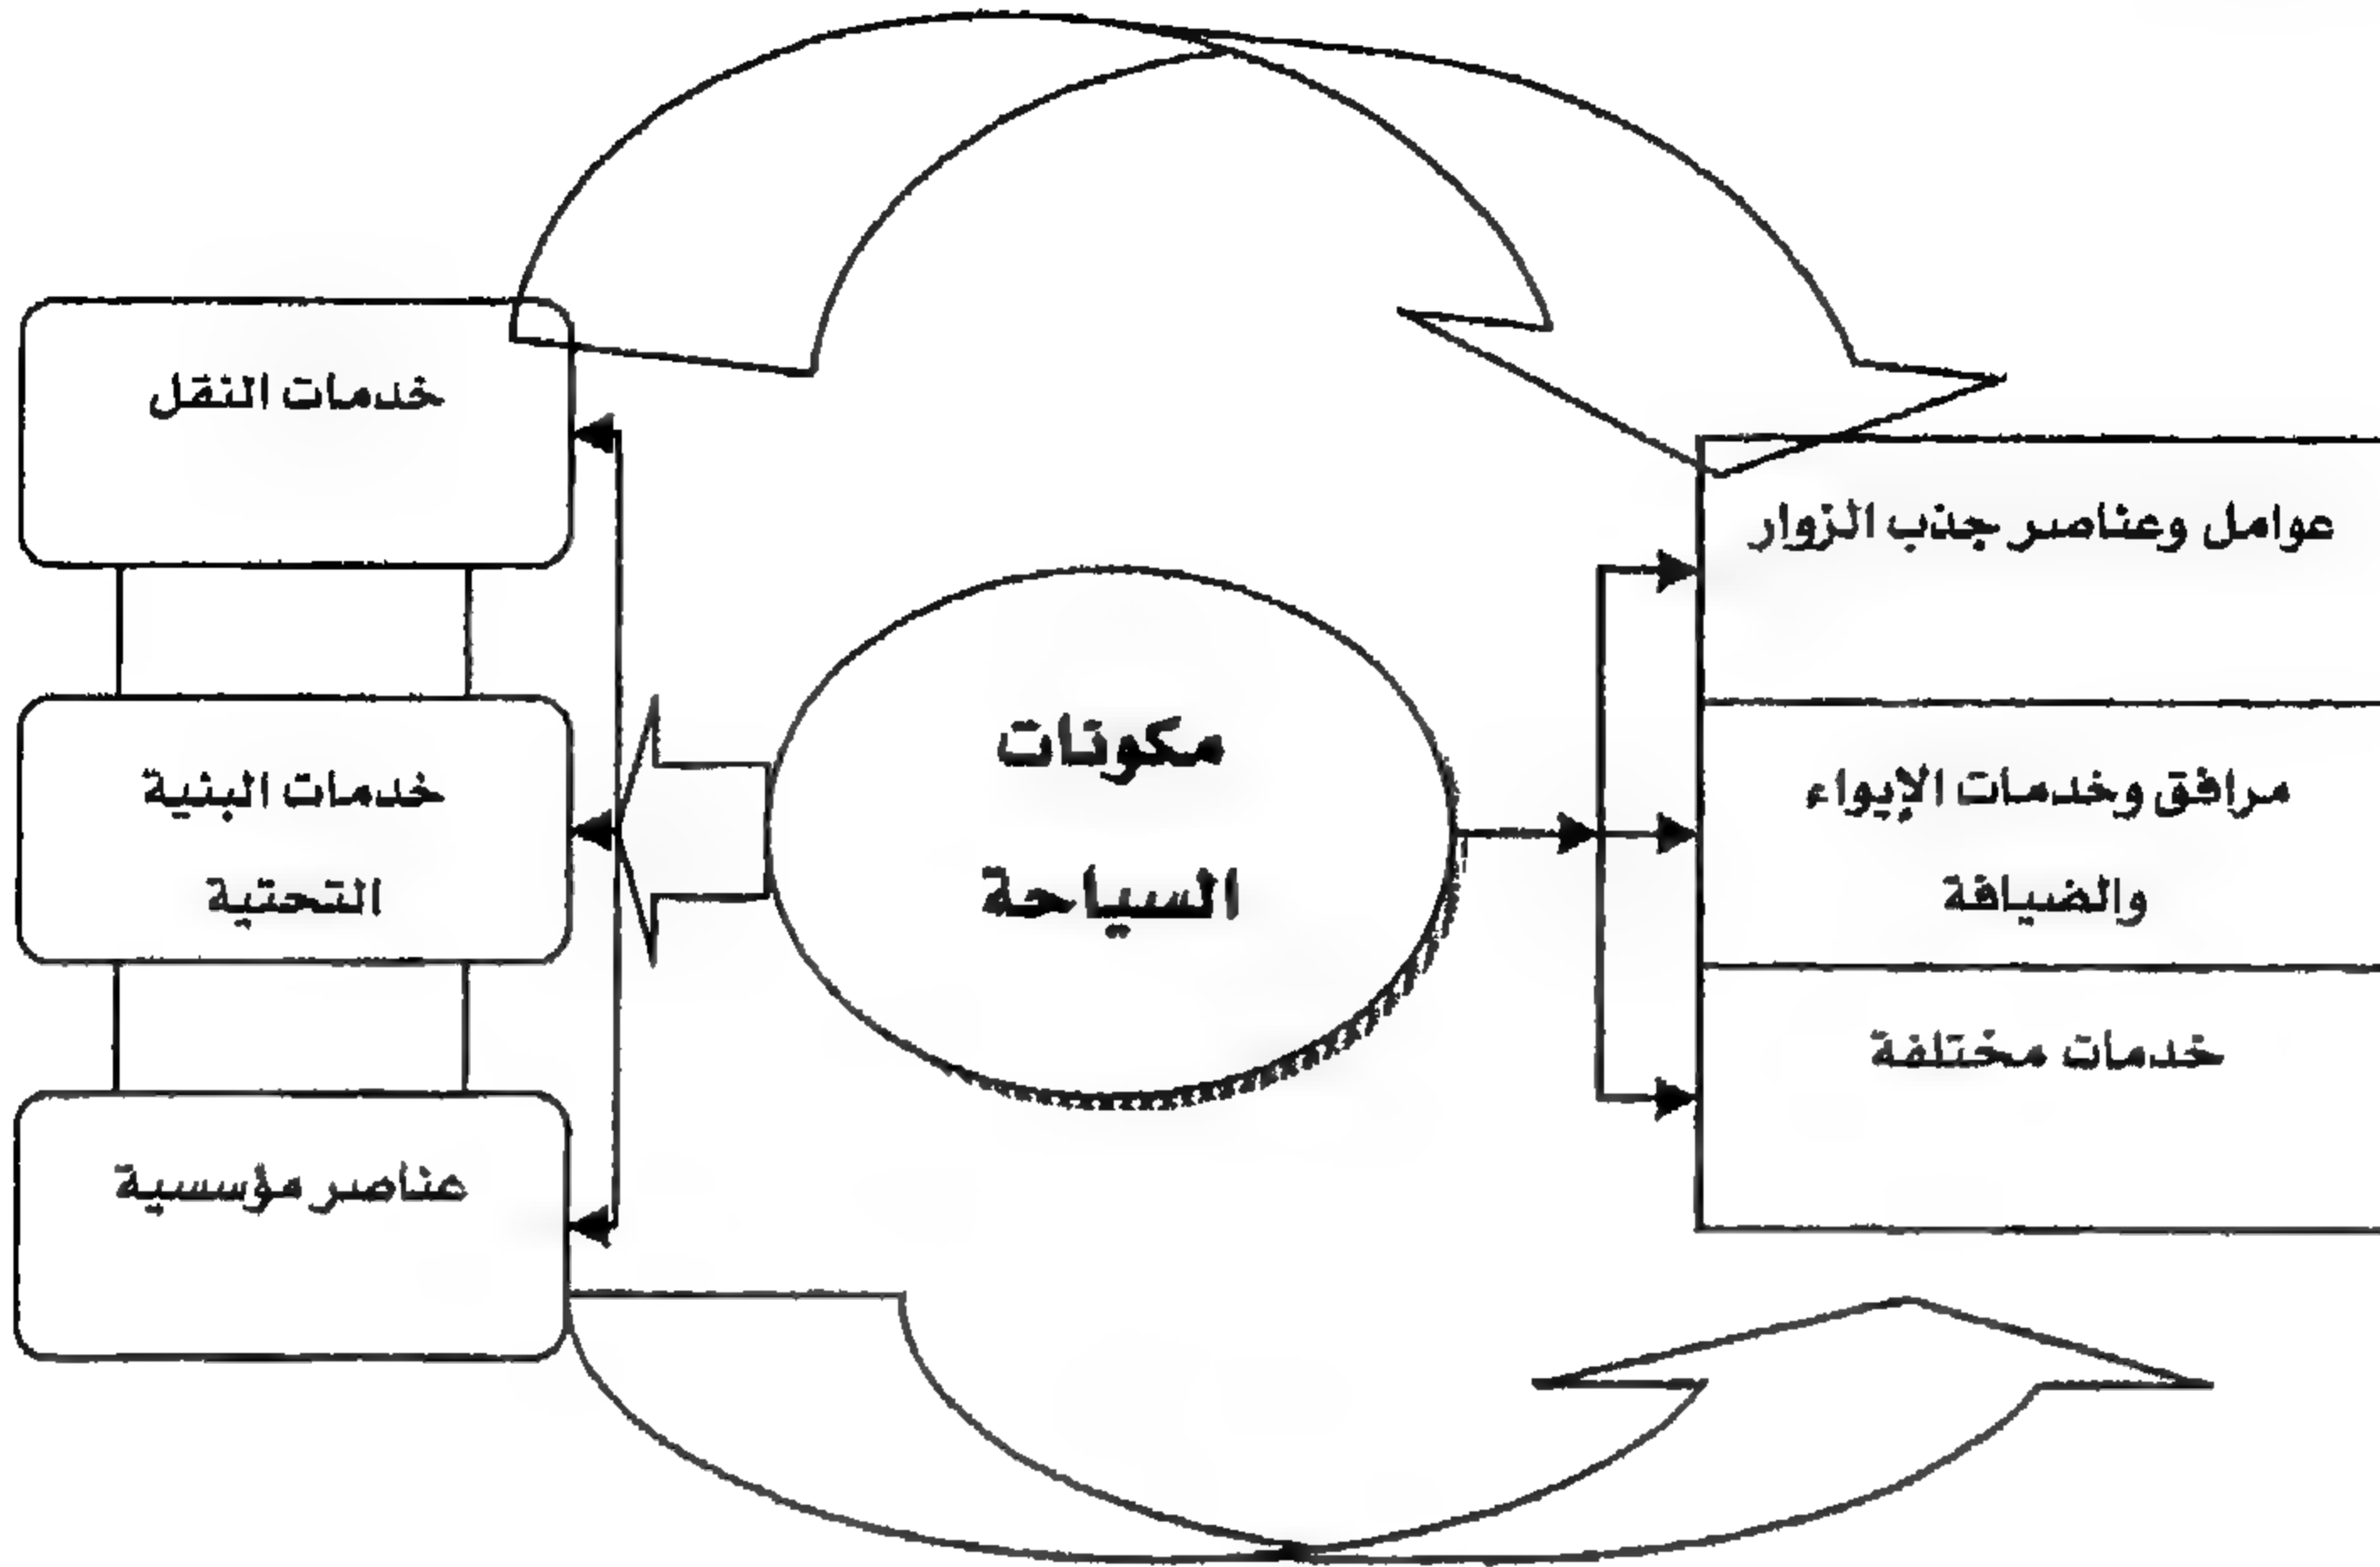 عوامل وعناصر جذب الزوار
مرافق وخدمات الإيواء
والضيافة
خدمات مختلفة
مكونات
السياحة
خدمات النقل
خدمات البنية
التحتية
عناصر مؤسسية